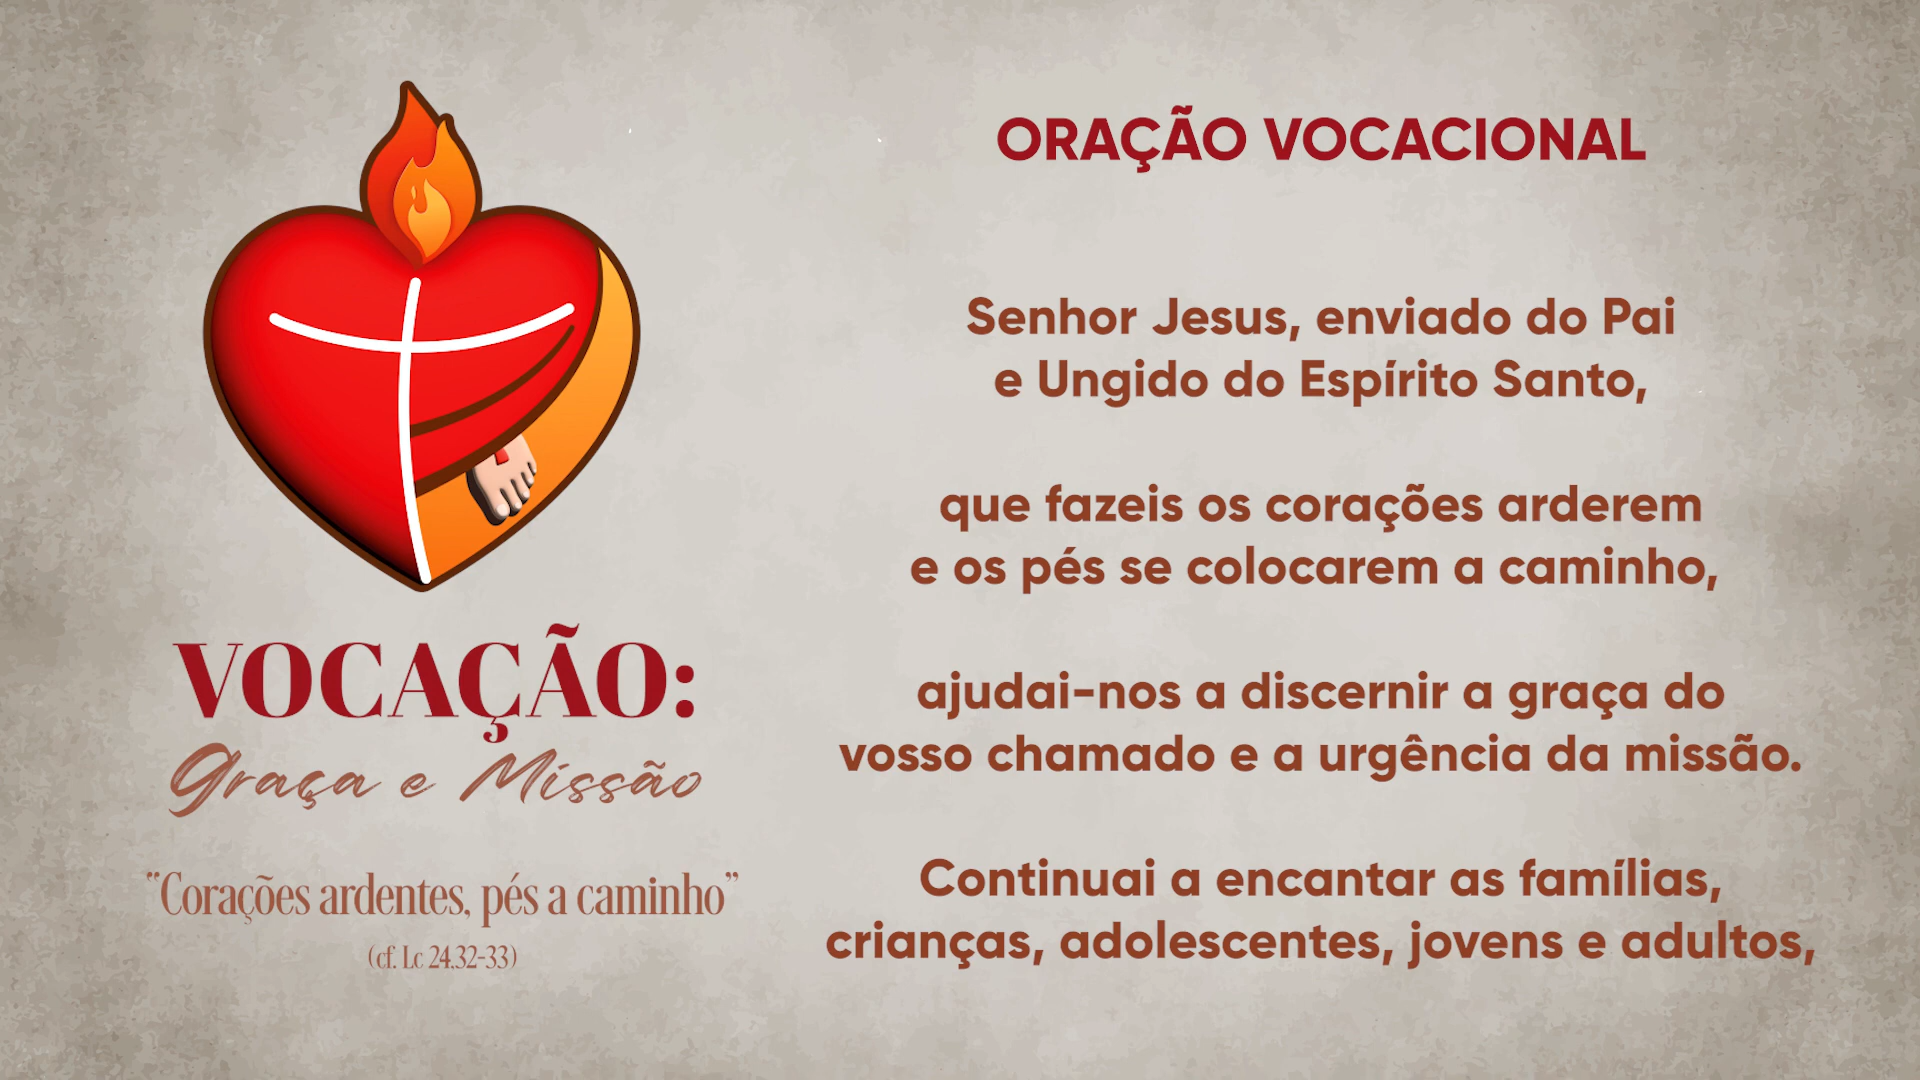 VOCAÇÃO:
Graça e Missão
“Corações ardentes, pés a caminho”
(cf. Lc 24,32-33)
ORAÇÃO VOCACIONAL
Senhor Jesus, enviado do Pai
e Ungido do Espírito Santo,
que fazeis os corações arderem
e os pés se colocarem a caminho,
ajudai-nos a discernir a graça do
vosso chamado e a urgência da missão.
Continuai a encantar as famílias,
crianças, adolescentes, jovens e adultos,